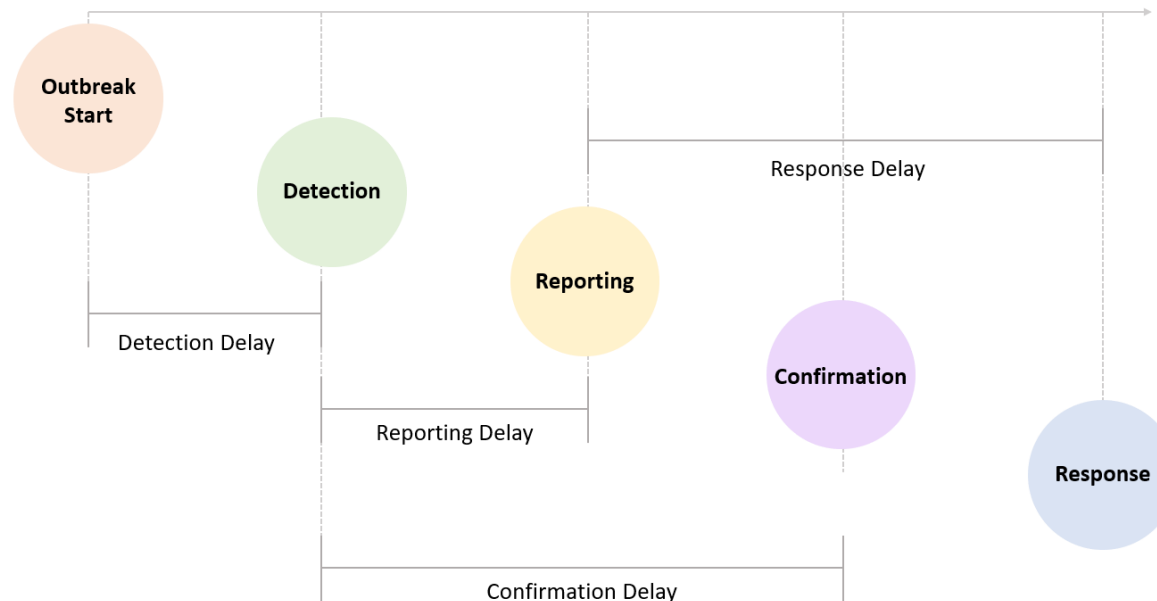 Outbreak
Start
Detection
Response Delay
Reporting
Detection Delay
Confirmation
Reporting Delay
Response
Confirmation Delay